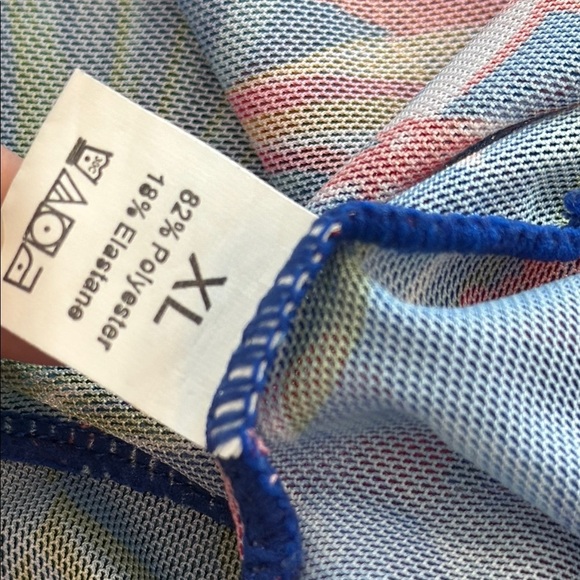 XL
82% Polyester
18% Elastane